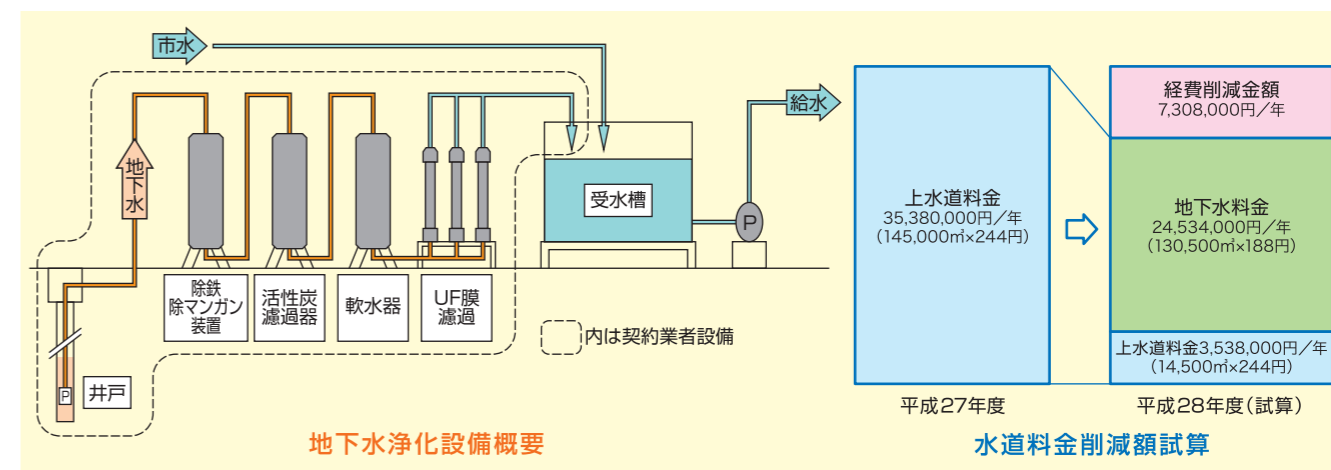 市水
地下水
P
井戸
除鉄
除マンガン
装置
活性炭
濾過器
軟水器
UF膜
濾過
受水槽
P
給水
内は契約業者設備
地下水浄化設備概要
上水道料金
35,380,000円／年
（145,000㎥×244円）
平成27年度
経費削減金額
7,308,000円／年
地下水料金
24,534,000円／年
（130,500㎥×188円）
上水道料金3,538,000円／年
（14,500㎥×244円）
平成28年度（試算）
水道料金削減額試算